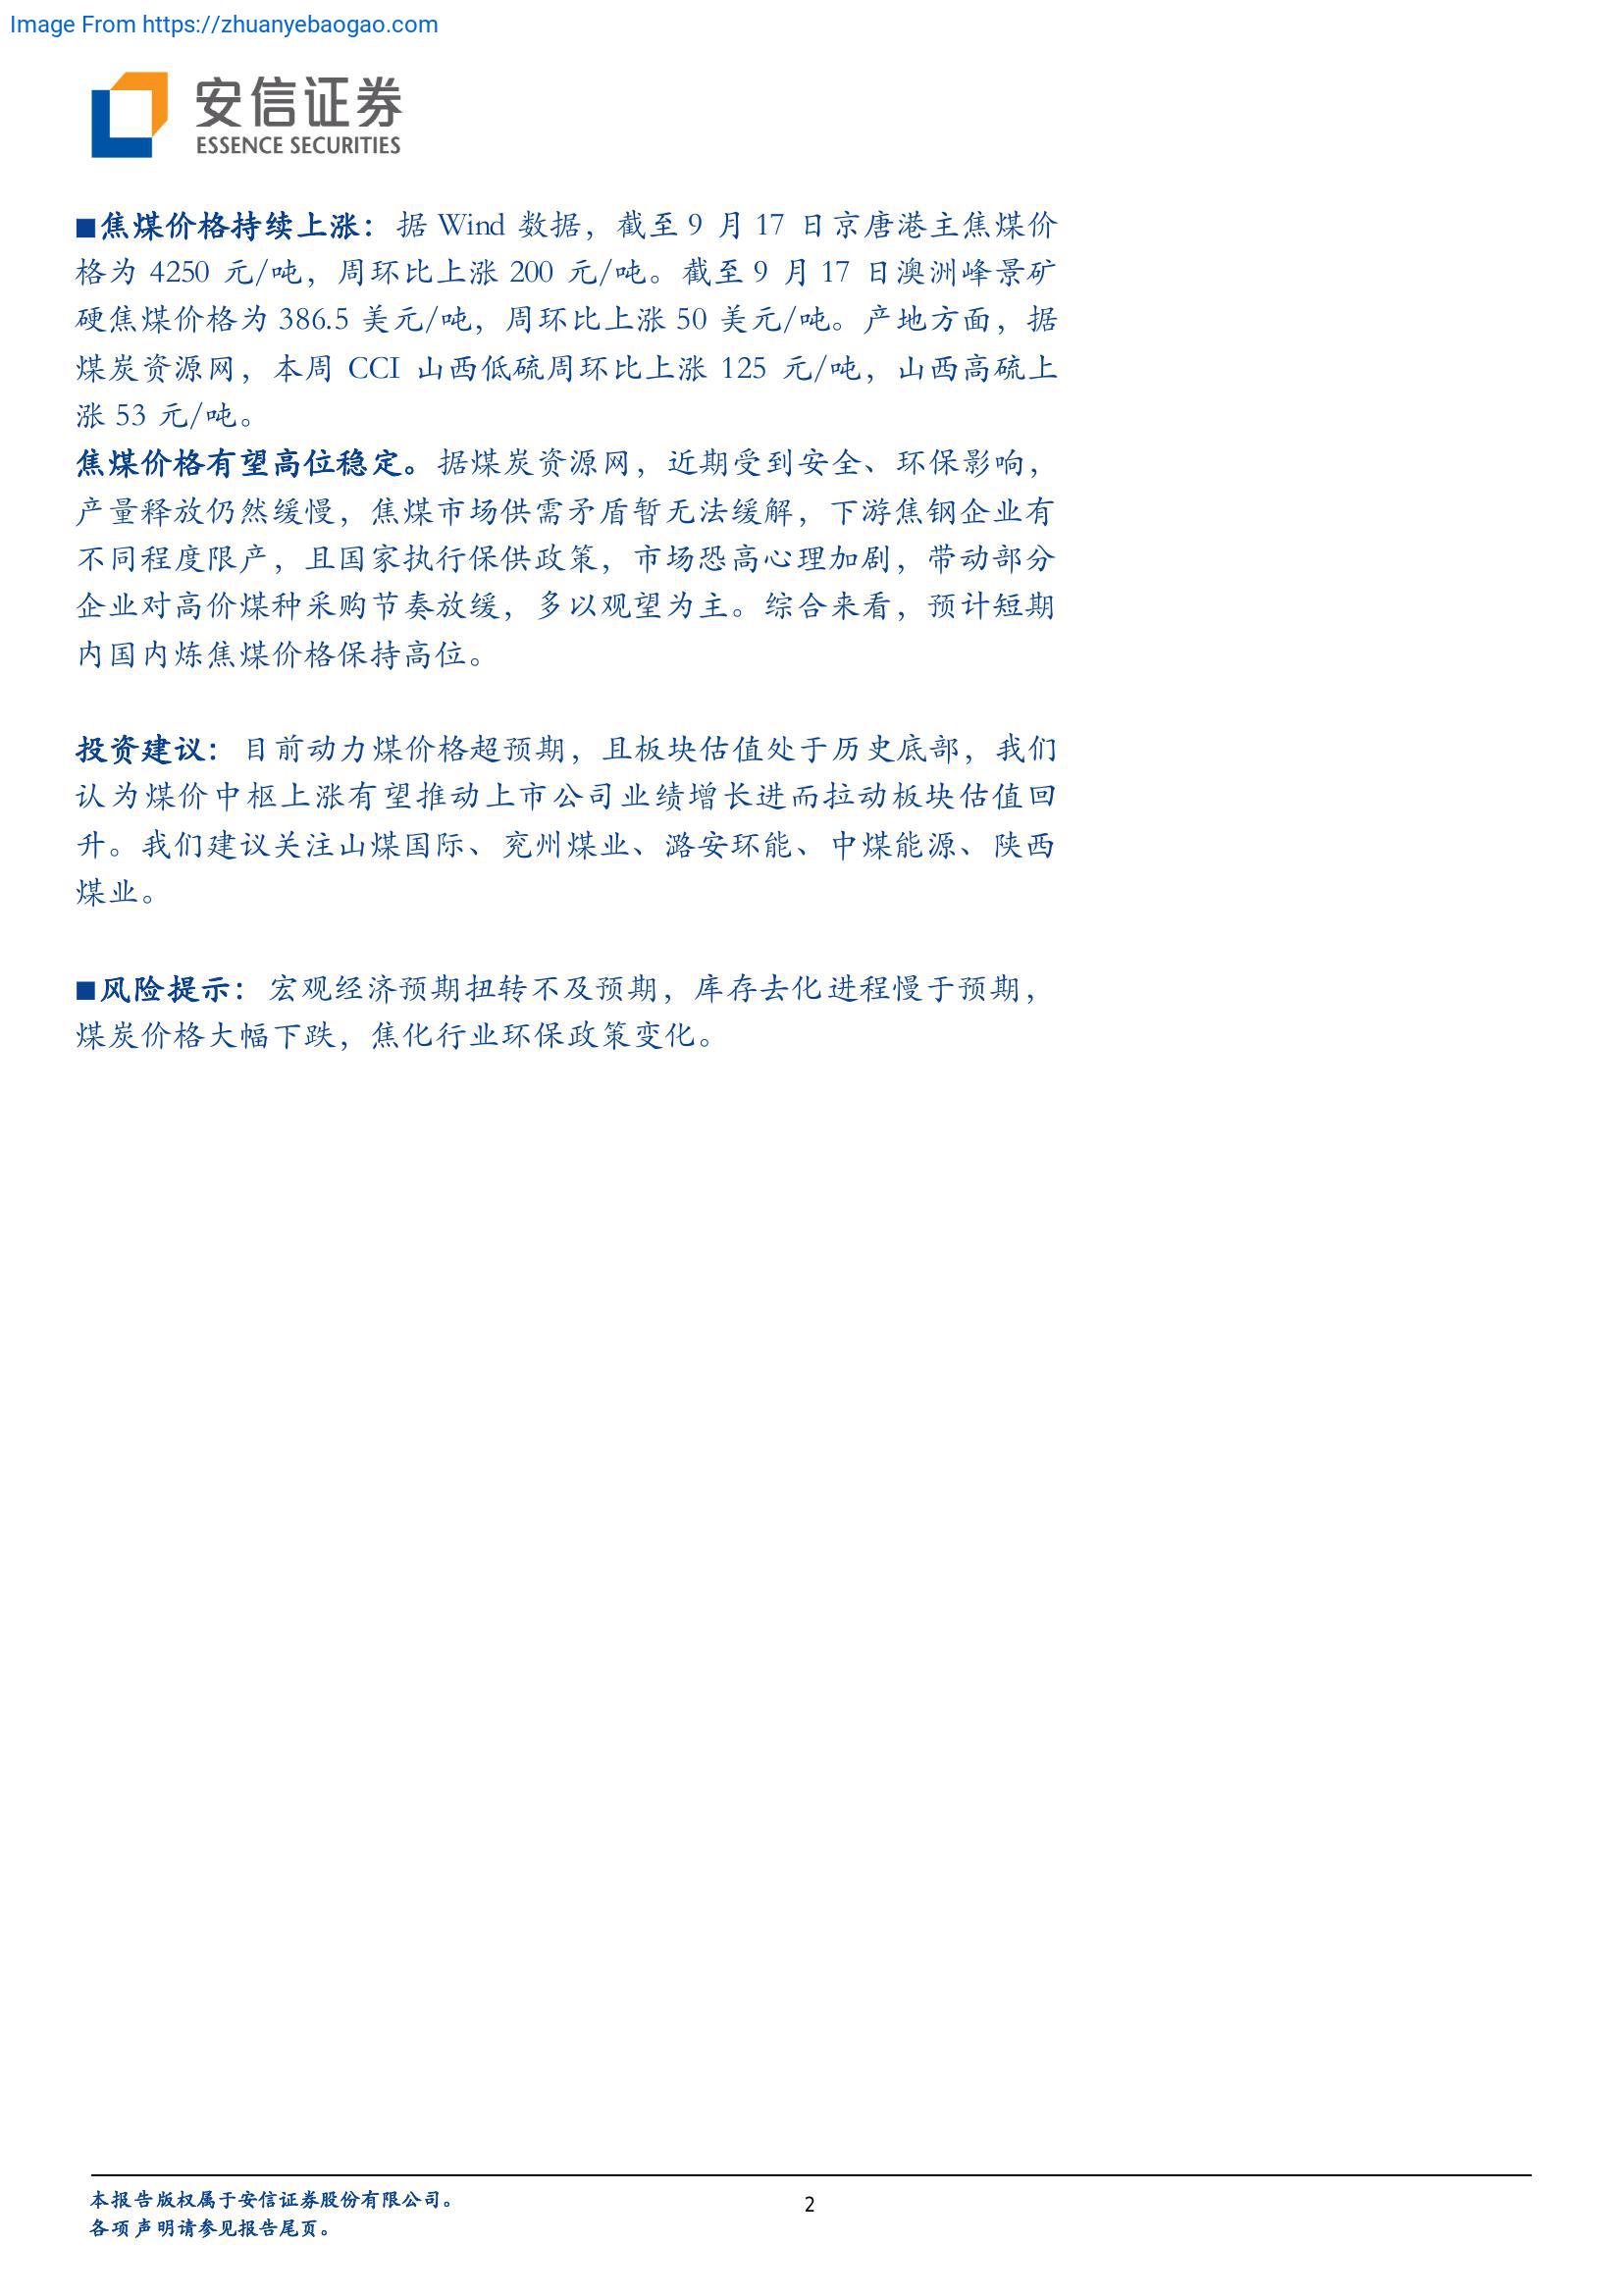 Image From https://zhuanyebaogao.com
安信证券
ESSENCE SECURITIES
■焦煤价格持续上涨：据 Wind 数据，截至 9 月 17 日京唐港主焦煤价
格为 4250 元/吨，周环比上涨 200 元/吨。截至 9 月 17 日澳洲峰景矿
硬焦煤价格为 386.5 美元/吨，周环比上涨 50 美元/吨。产地方面，据
煤炭资源网，本周 CCI 山西低硫周环比上涨 125 元/吨，山西高硫上
涨 53 元/吨。
焦煤价格有望高位稳定。据煤炭资源网，近期受到安全、环保影响，
产量释放仍然缓慢，焦煤市场供需矛盾暂无法缓解，下游焦钢企业有
不同程度限产，且国家执行保供政策，市场恐高心理加剧，带动部分
企业对高价煤种采购节奏放缓，多以观望为主。综合来看，预计短期
内国内炼焦煤价格保持高位。
投资建议：目前动力煤价格超预期，且板块估值处于历史底部，我们
认为煤价中枢上涨有望推动上市公司业绩增长进而拉动板块估值回
升。我们建议关注山煤国际、兖州煤业、潞安环能、中煤能源、陕西
煤业。
■风险提示：宏观经济预期扭转不及预期，库存去化进程慢于预期，
煤炭价格大幅下跌，焦化行业环保政策变化。
本报告版权属于安信证券股份有限公司。
2
各项声明请参见报告尾页。